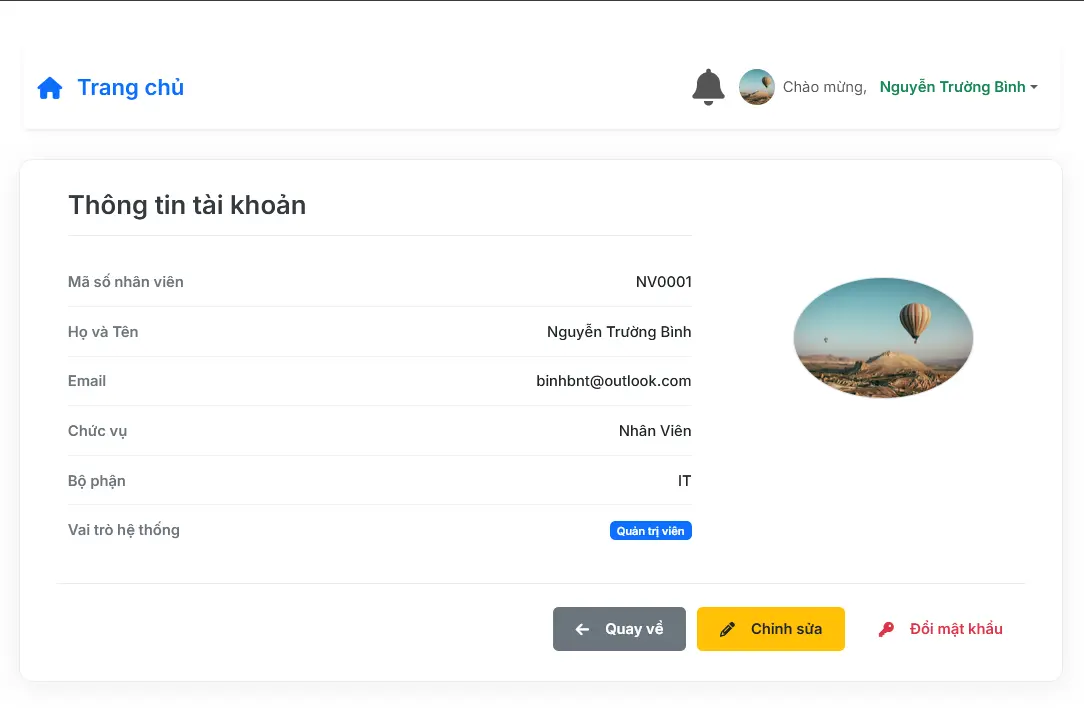 Trang chủ
Chào mừng, Nguyễn Trường Bình
Thông tin tài khoản
Mã số nhân viên NV0001
Họ và Tên Nguyễn Trường Bình
Email binhbnt@outlook.com
Chức vụ Nhân Viên
Bộ phận IT
Vai trò hệ thống Quản trị viên
Quay về Chỉnh sửa Đổi mật khẩu